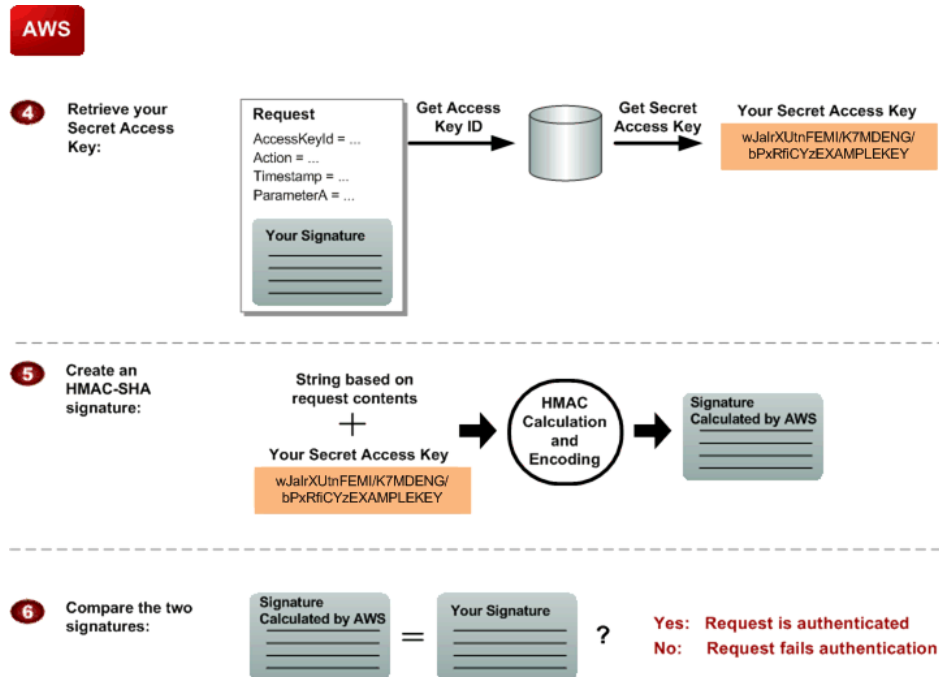 AWS
4
Retrieve your
Secret Access
Key:
Request
AccessKeyId = ...
Action = ...
Timestamp = ...
ParameterA = ...
Your Signature
Get Access
Key ID
Get Secret
Access Key
Your Secret Access Key
wJalrXUtnFEMI/K7MDENG/
bPxRfiCYzEXAMPLEKEY
5
Create an
HMAC-SHA
signature:
String based on
request contents
+
Your Secret Access Key
wJalrXUtnFEMI/K7MDENG/
bPxRfiCYzEXAMPLEKEY
HMAC
Calculation
and
Encoding
Signature
Calculated by AWS
6
Compare the two
signatures:
Signature
Calculated by AWS
=
Your Signature
?
Yes: Request is authenticated
No: Request fails authentication